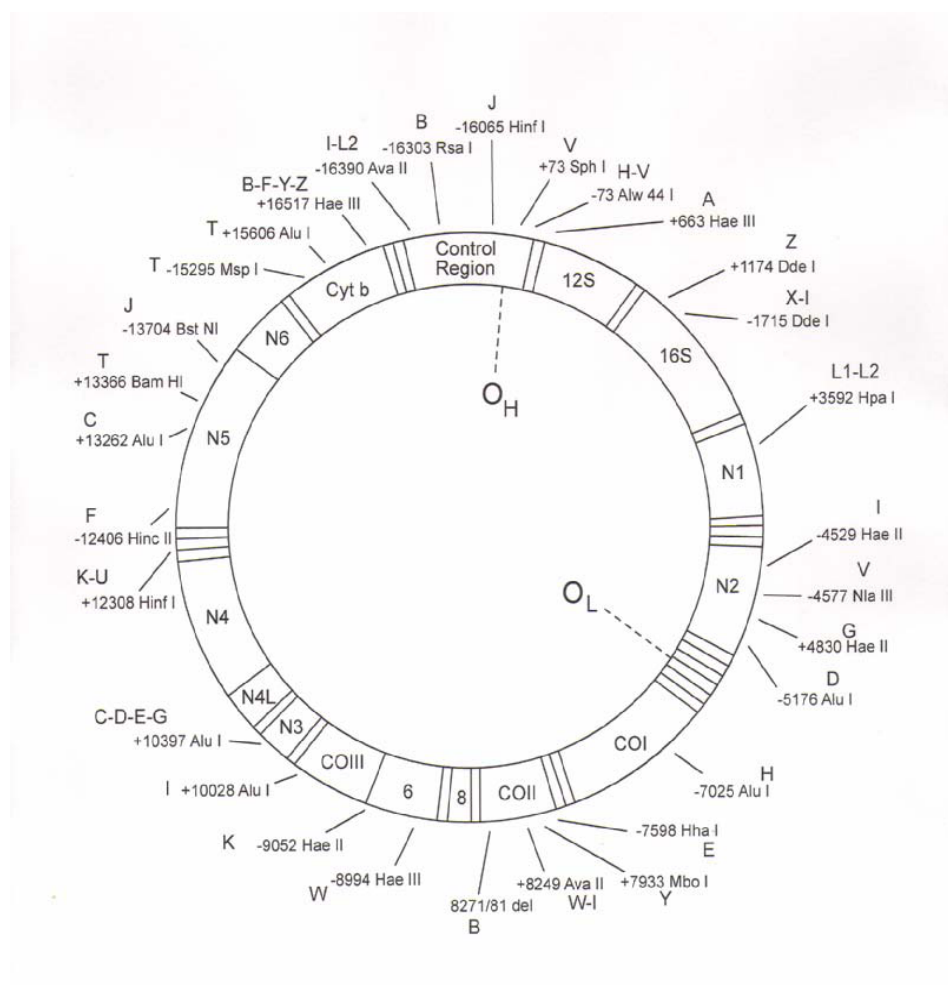 J
-16065 Hinf I
B
-16303 Rsa I
I-L2
-16390 Ava II
B-F-Y-Z
+16517 Hae III
T +15606 Alu I
T -15295 Msp I
J
-13704 Bst NI
T
+13366 Bam HI
C
+13262 Alu I
F
-12406 Hinc II
K-U
+12308 Hinf I
C-D-E-G
+10397 Alu I
I +10028 Alu I
K -9052 Hae II
W -8994 Hae III
8271/81 del
B
+8249 Ava II
W-I
+7933 Mbo I
Y
-7598 Hha I
E
H
-7025 Alu I
D
-5176 Alu I
G
+4830 Hae II
V
-4577 Nla III
I
-4529 Hae II
L1-L2
+3592 Hpa I
X-I
-1715 Dde I
Z
+1174 Dde I
A
+663 Hae III
H-V
-73 Alw 44 I
V
+73 Sph I
Control
Region
12S
16S
N1
N2
COI
COII
8
6
COIII
N3
N4L
N4
N5
N6
Cyt b
OH
OL